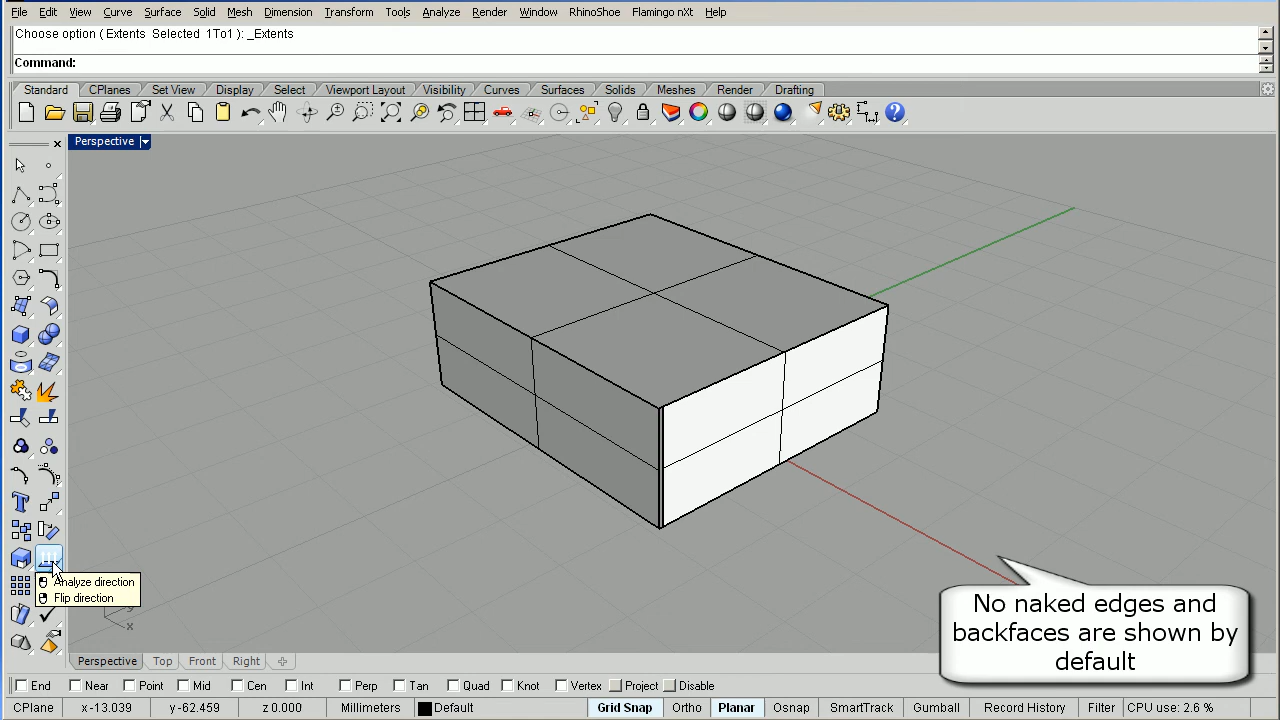 File Edit View Curve Surface Solid Mesh Dimension Transform Tools Analyze Render Window RhinoShoe Flamingo nXt Help
Choose option ( Extents Selected 1To1 ): _Extents
Command:
Standard CPlanes Set View Display Select Viewport Layout Visibility Curves Surfaces Solids Meshes Render Drafting
Perspective
Analyze direction
Flip direction
y
x
No naked edges and
backfaces are shown by
default
Perspective Top Front Right
End Near Point Mid Cen Int Perp Tan Quad Knot Vertex Project Disable
CPlane x-13.039 y-62.459 z 0.000 Millimeters Default Grid Snap Ortho Planar Osnap SmartTrack Gumball Record History Filter CPU use: 2.6 %